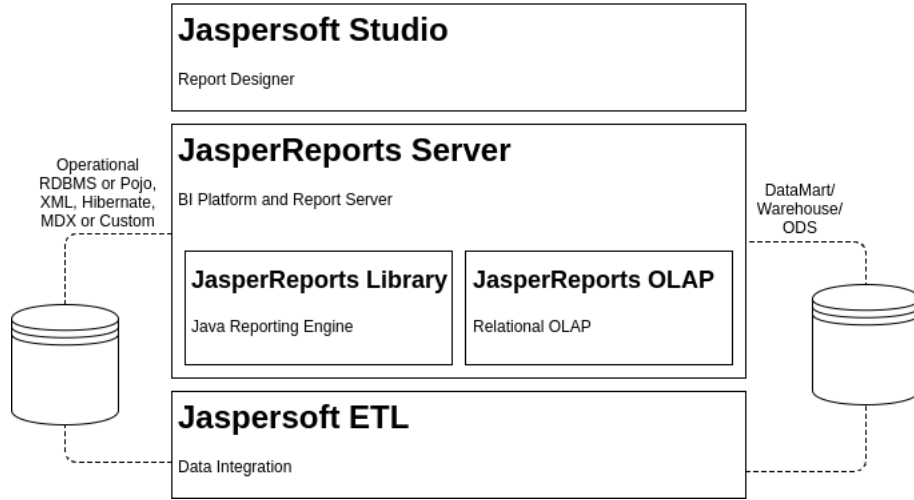 Jaspersoft Studio
Report Designer
JasperReports Server
BI Platform and Report Server
Operational
RDBMS or Pojo,
XML, Hibernate,
MDX or Custom
DataMart/
Warehouse/
ODS
JasperReports Library
Java Reporting Engine
JasperReports OLAP
Relational OLAP
Jaspersoft ETL
Data Integration